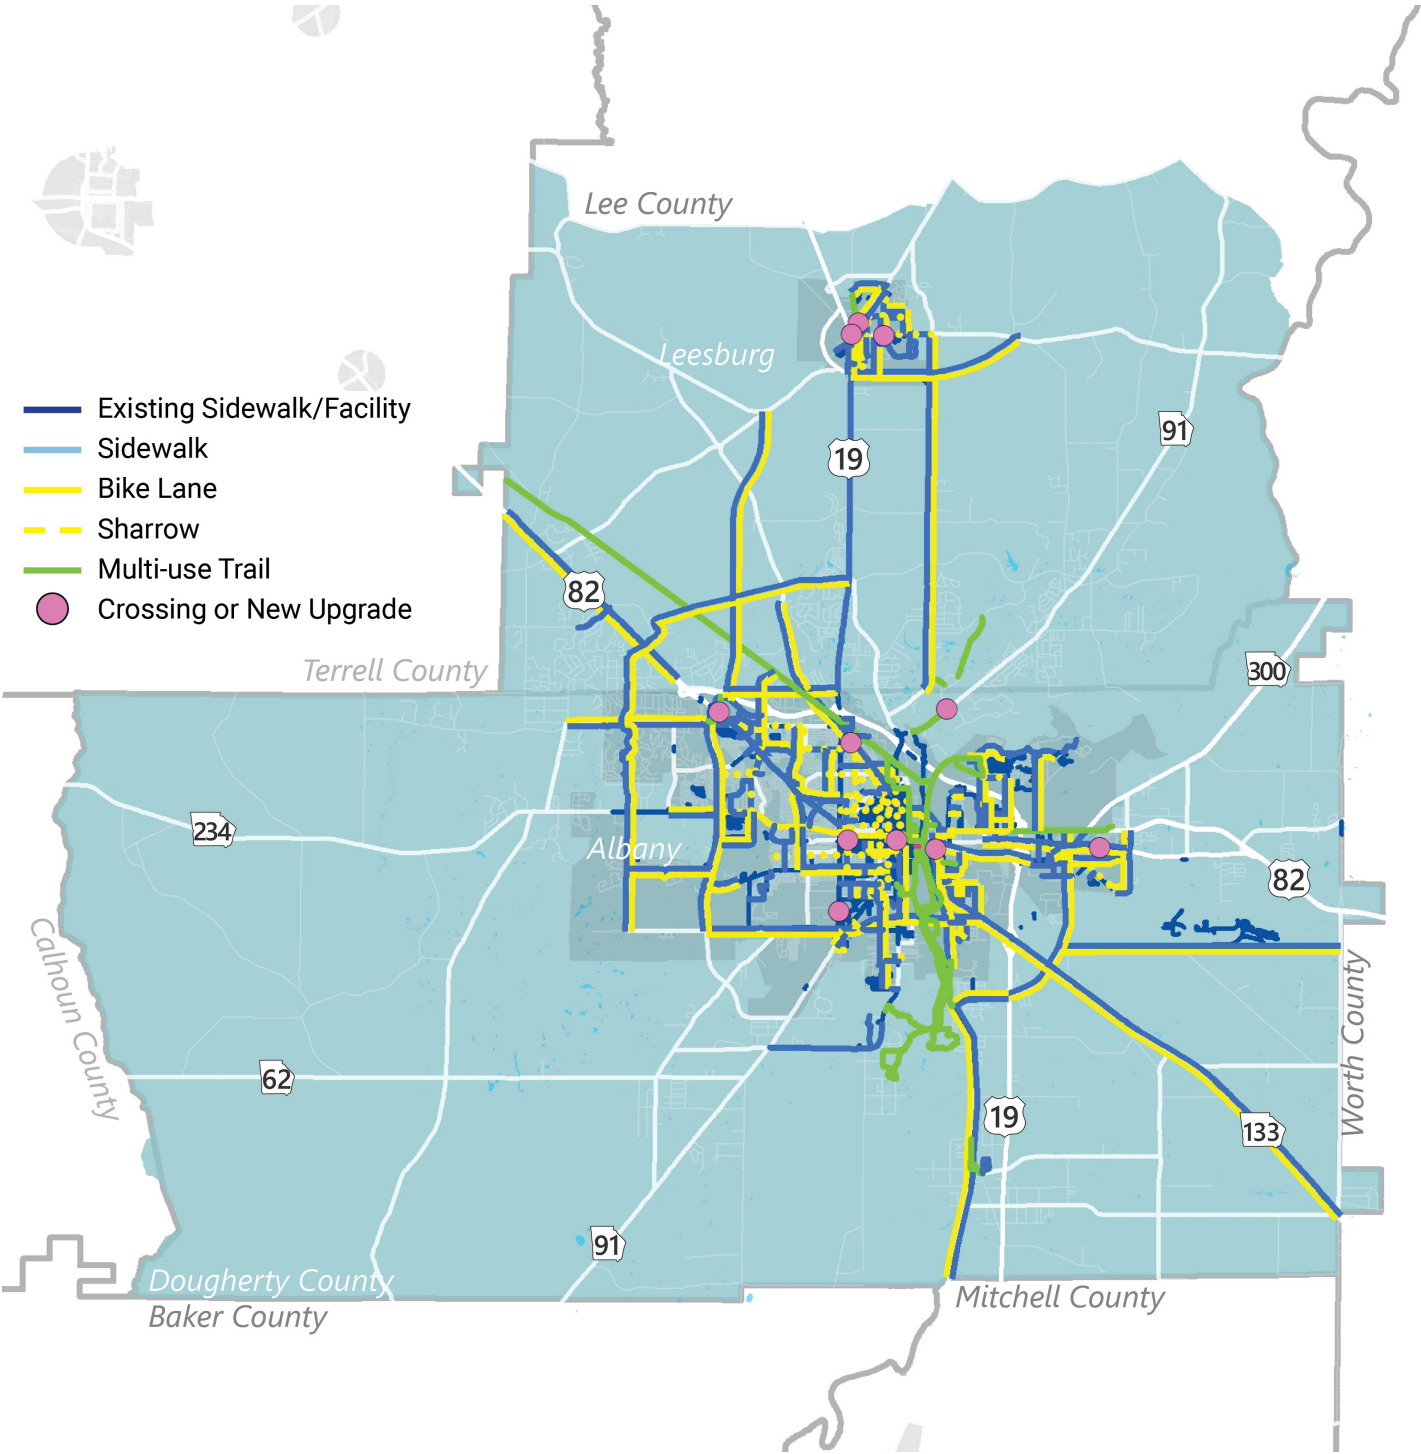 Lee County
Leesburg
Existing Sidewalk/Facility
Sidewalk
Bike Lane
Sharrow
Multi-use Trail
Crossing or New Upgrade
91
19
82
Terrell County
300
234
Albany
82
Calhoun County
Worth County
62
19
133
91
Dougherty County
Baker County
Mitchell County